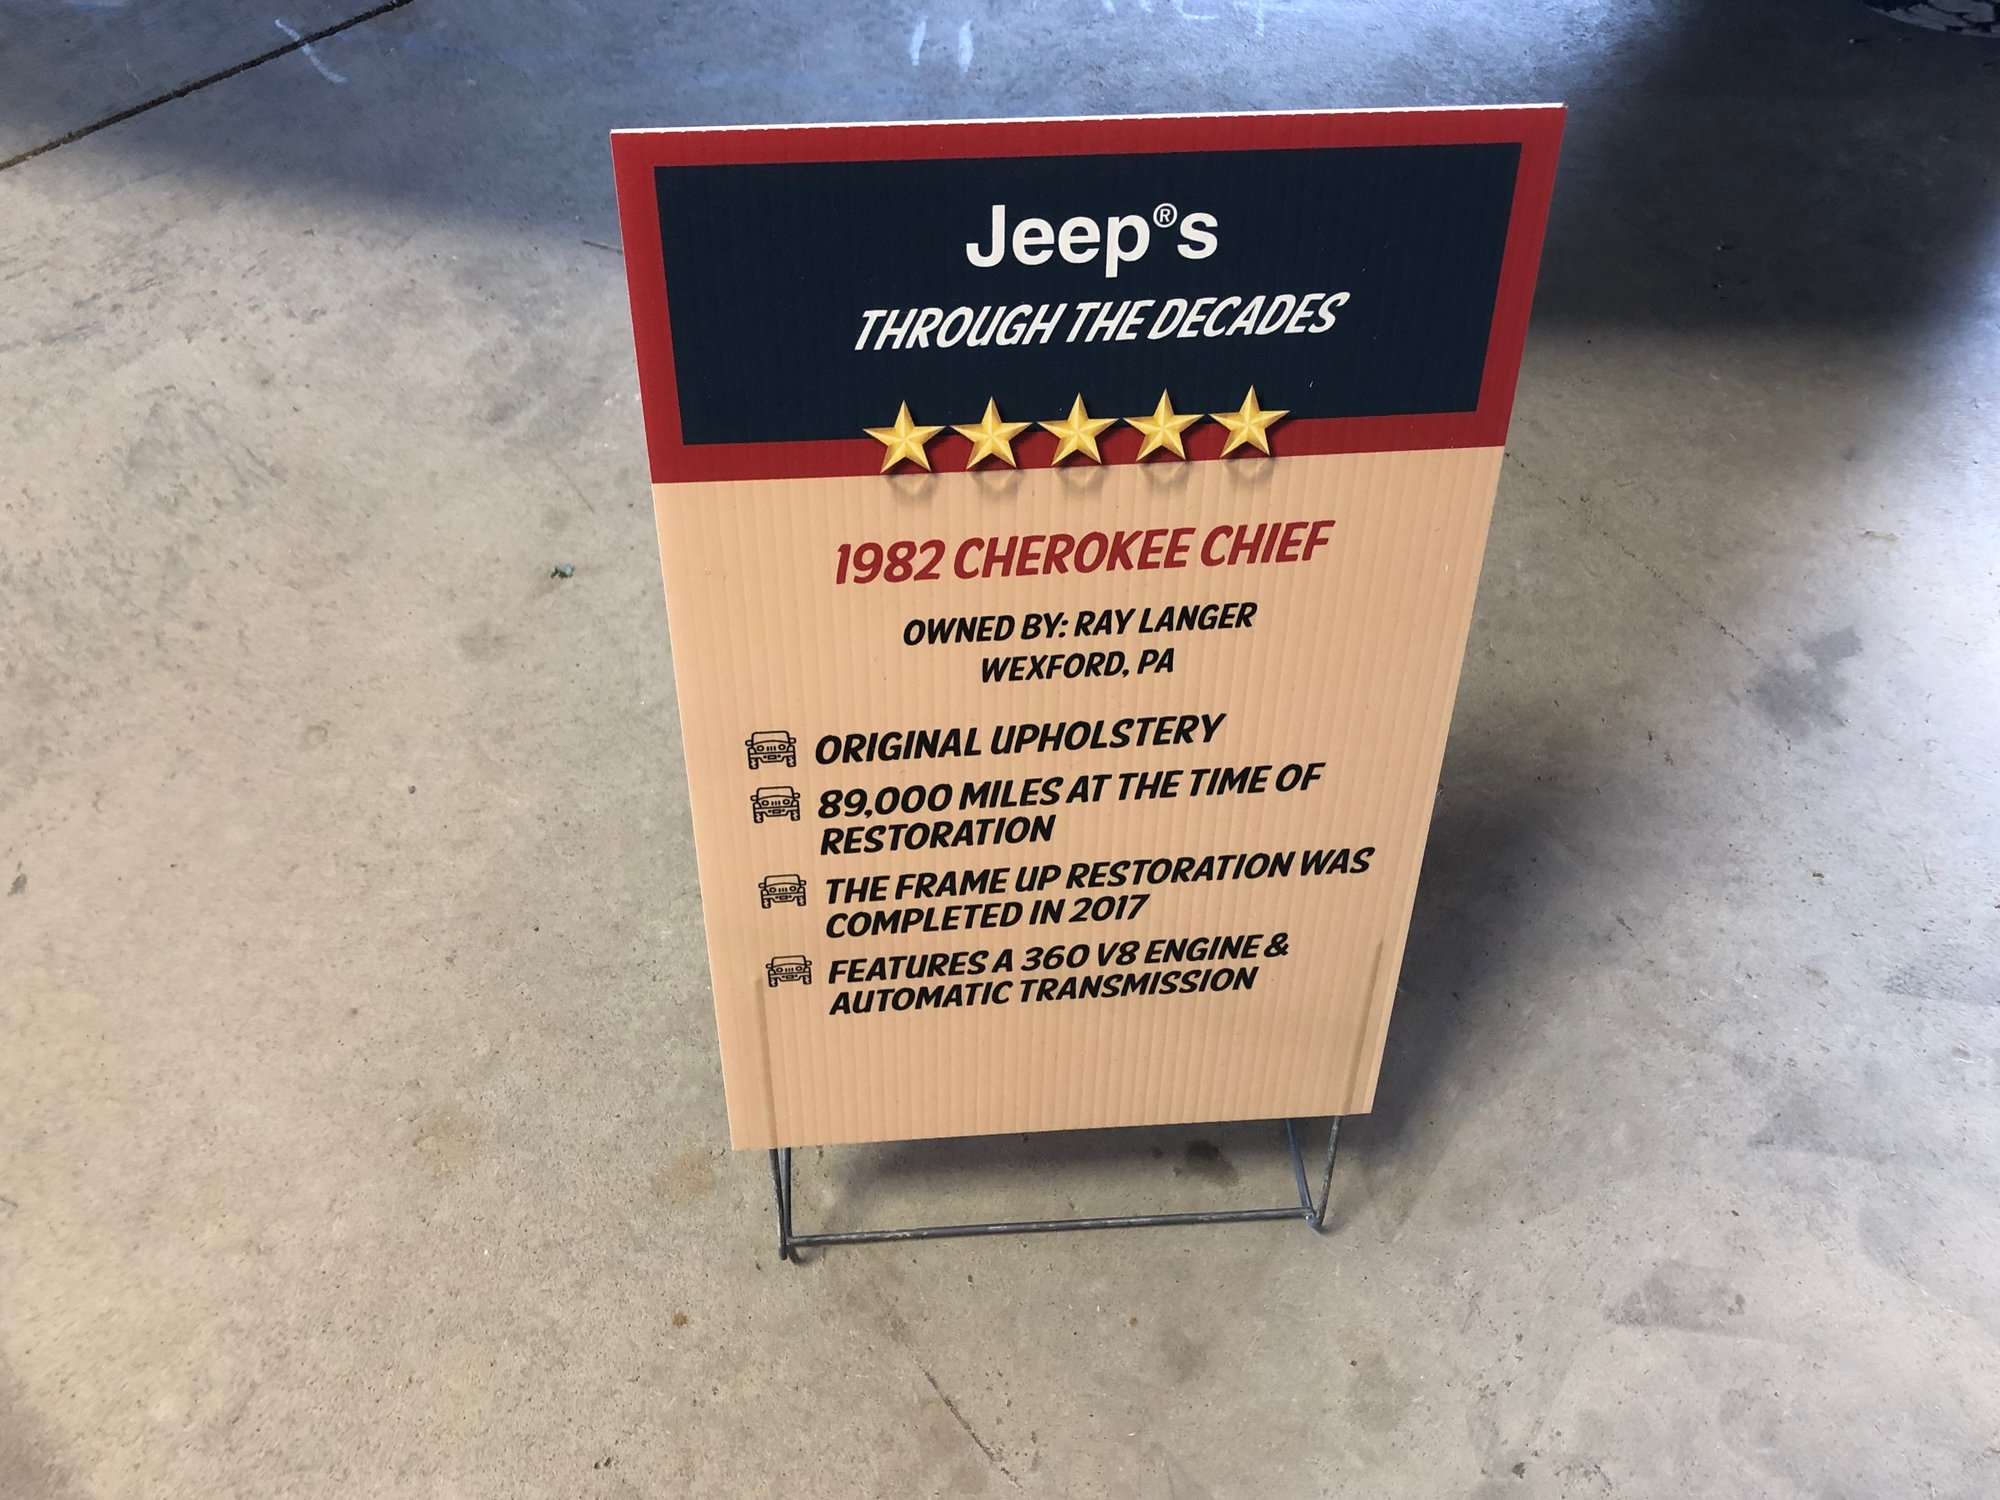 Jeep®s
THROUGH THE DECADES
1982 CHEROKEE CHIEF
OWNED BY: RAY LANGER
WEXFORD, PA
ORIGINAL UPHOLSTERY
89,000 MILES AT THE TIME OF
RESTORATION
THE FRAME UP RESTORATION WAS
COMPLETED IN 2017
FEATURES A 360 V8 ENGINE &
AUTOMATIC TRANSMISSION